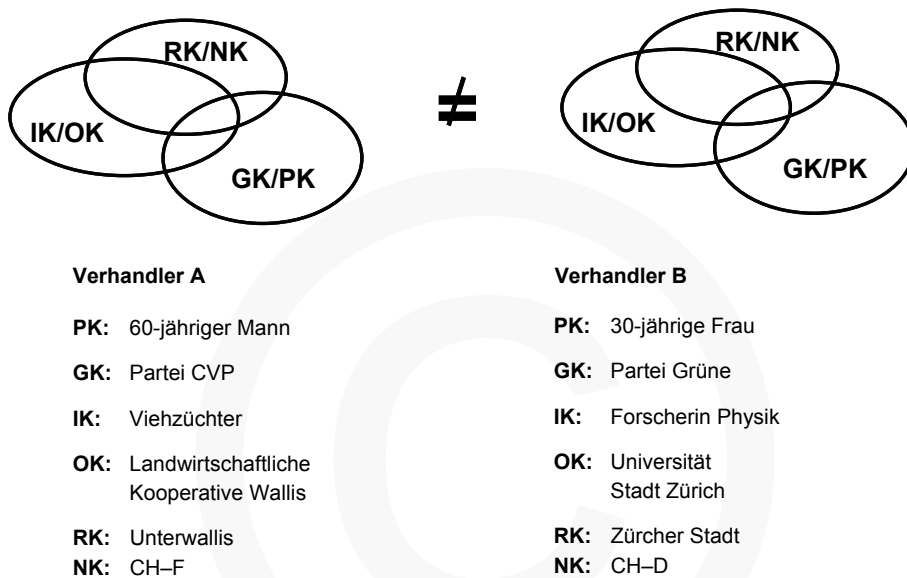 RK/NK
IK/OK
GK/PK
≠
RK/NK
IK/OK
GK/PK
Verhandler A
PK: 60-jähriger Mann
GK: Partei CVP
IK: Viehzüchter
OK: Landwirtschaftliche
Kooperative Wallis
RK: Unterwallis
NK: CH–F
Verhandler B
PK: 30-jährige Frau
GK: Partei Grüne
IK: Forscherin Physik
OK: Universität
Stadt Zürich
RK: Zürcher Stadt
NK: CH–D
©